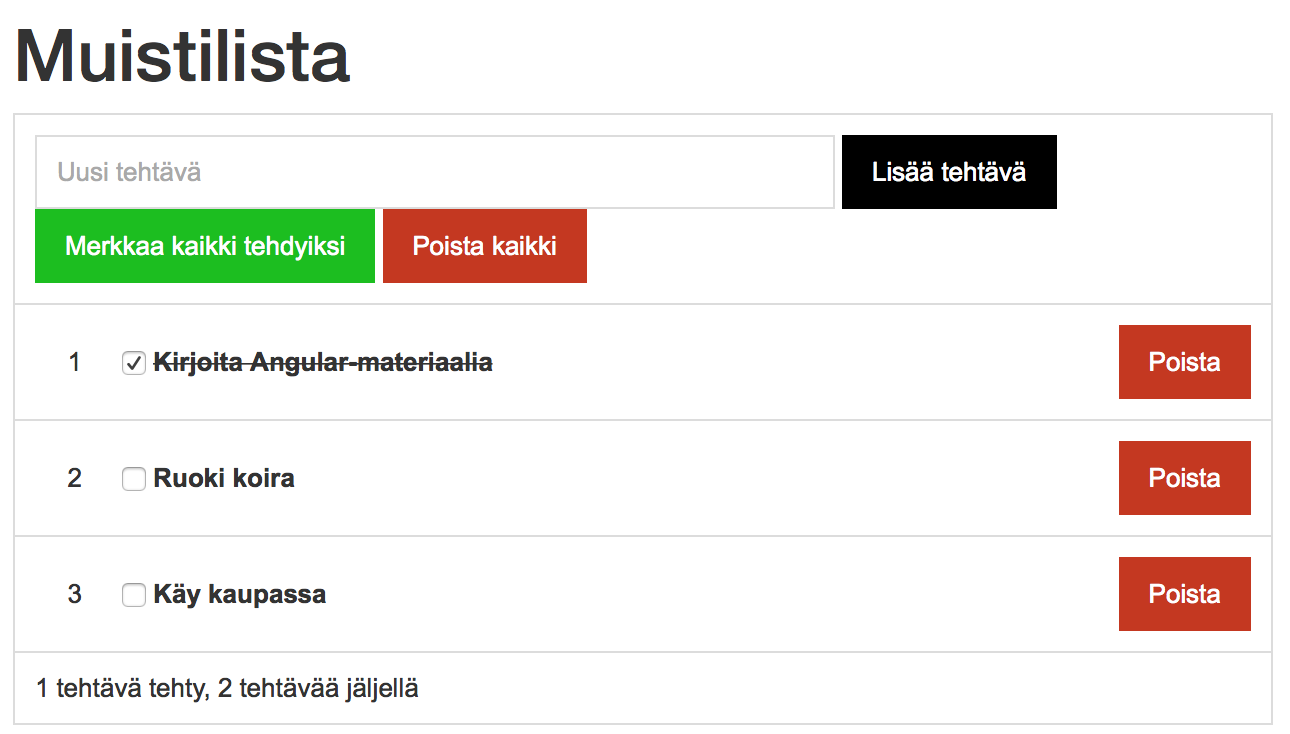 Muistilista
Uusi tehtävä Lisää tehtävä
Merkkaa kaikki tehdyiksi Poista kaikki
1 Kirjoita Angular-materiaalia Poista
2 Ruoki koira Poista
3 Käy kaupassa Poista
1 tehtävä tehty, 2 tehtävää jäljellä